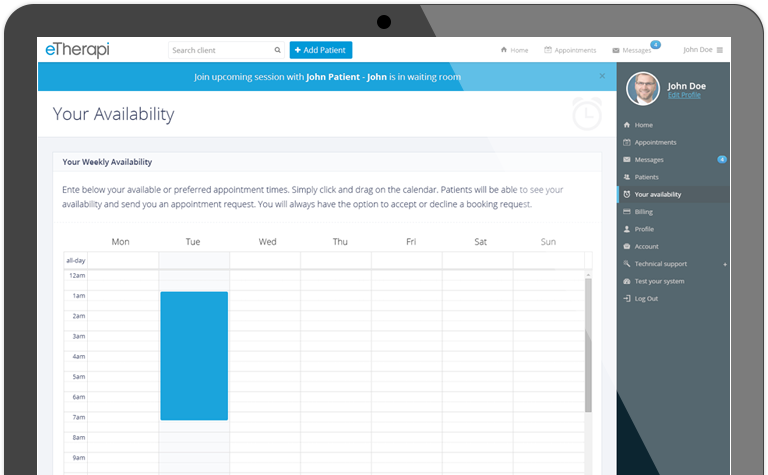 eTherapi
Search client
+ Add Patient
Home
Appointments
Messages
4
John Doe
Join upcoming session with John Patient - John is in waiting room
×
Your Availability
Your Weekly Availability
Ente below your available or preferred appointment times. Simply click and drag on the calendar. Patients will be able to see your
availability and send you an appointment request. You will always have the option to accept or decline a booking request.
Mon Tue Wed Thu Fri Sat Sun
all-day
12am
1am
2am
3am
4am
5am
6am
7am
8am
9am
John Doe
Edit Profile
Home
Appointments
Messages 4
Patients
Your availability
Billing
Profile
Account
Technical support +
Test your system
Log Out